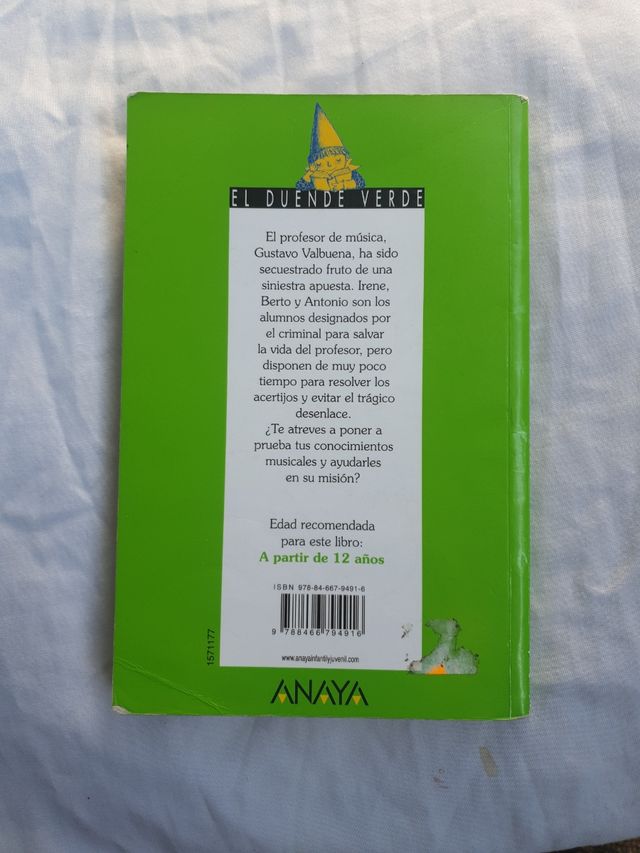 EL DUENDE VERDE
El profesor de música,
Gustavo Valbuena, ha sido
secuestrado fruto de una
siniestra apuesta. Irene,
Berto y Antonio son los
alumnos designados por
el criminal para salvar
la vida del profesor, pero
disponen de muy poco
tiempo para resolver los
acertijos y evitar el trágico
desenlace.
¿Te atreves a poner a
prueba tus conocimientos
musicales y ayudarles
en su misión?
Edad recomendada
para este libro:
A partir de 12 años
ISBN 978-84-667-9491-6
9 788466 794916
www.anayainfantilyjuvenil.com
1571177
ANAYA